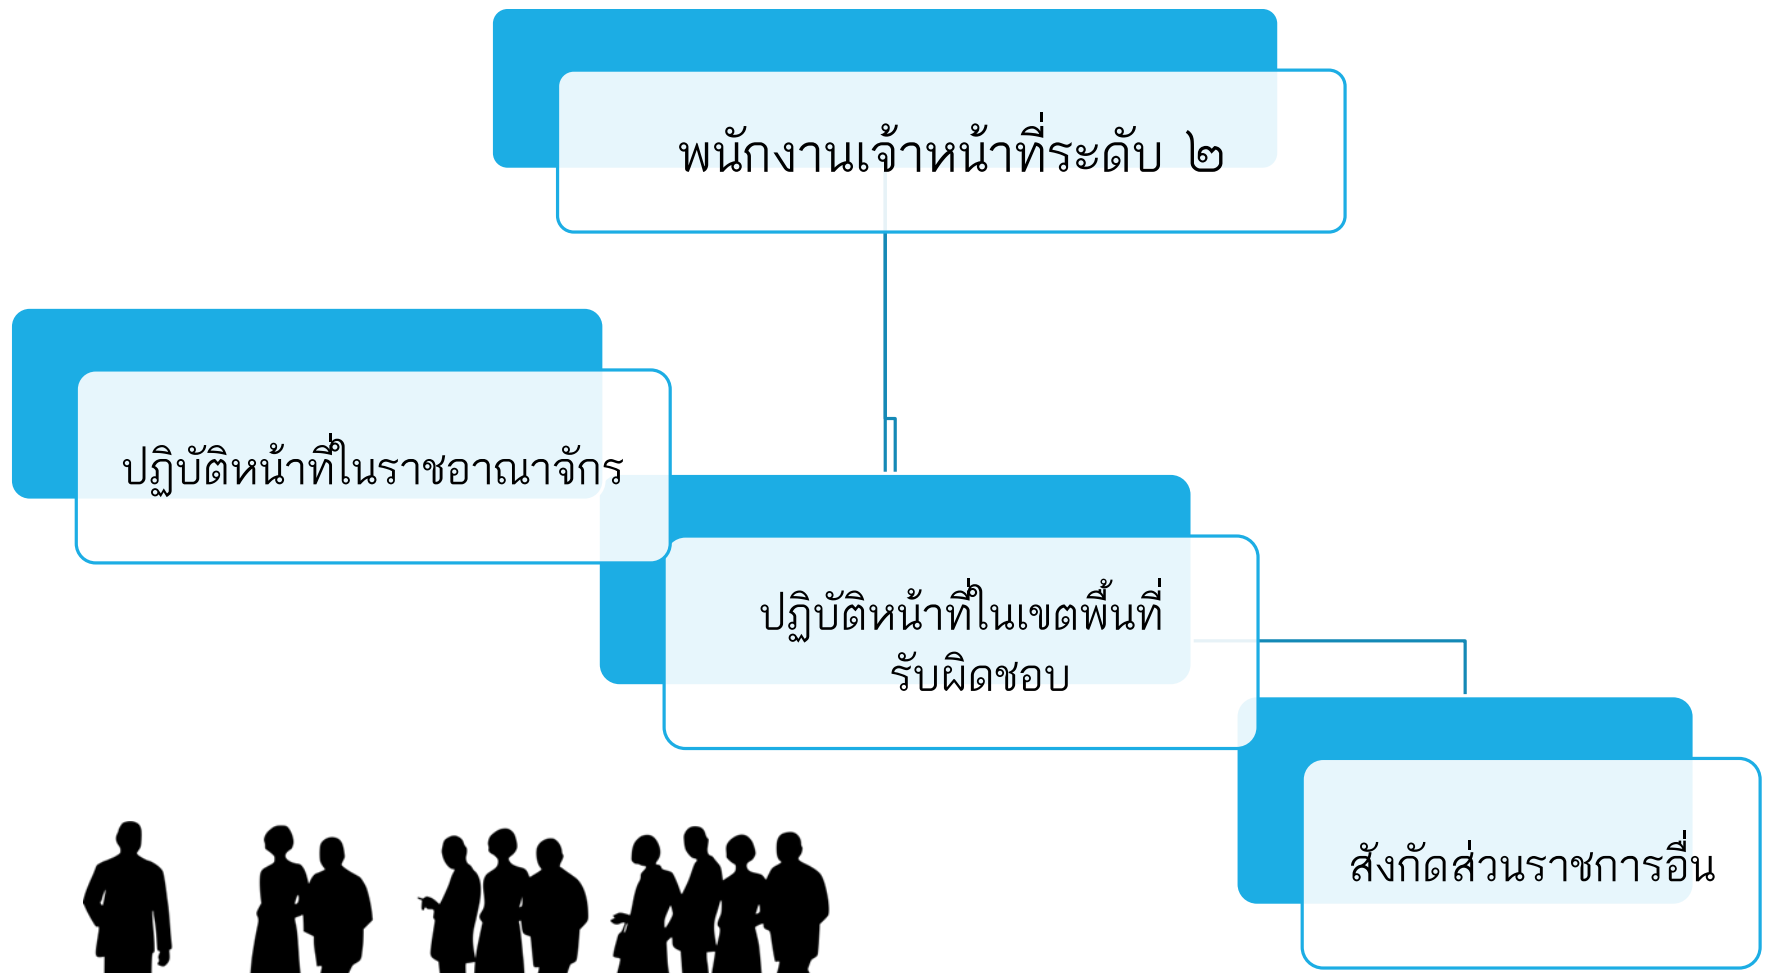 พนักงานเจ้าหน้าที่ระดับ ๒
ปฏิบัติหน้าที่ในราชอาณาจักร
ปฏิบัติหน้าที่ในเขตพื้นที่
รับผิดชอบ
สังกัดส่วนราชการอื่น